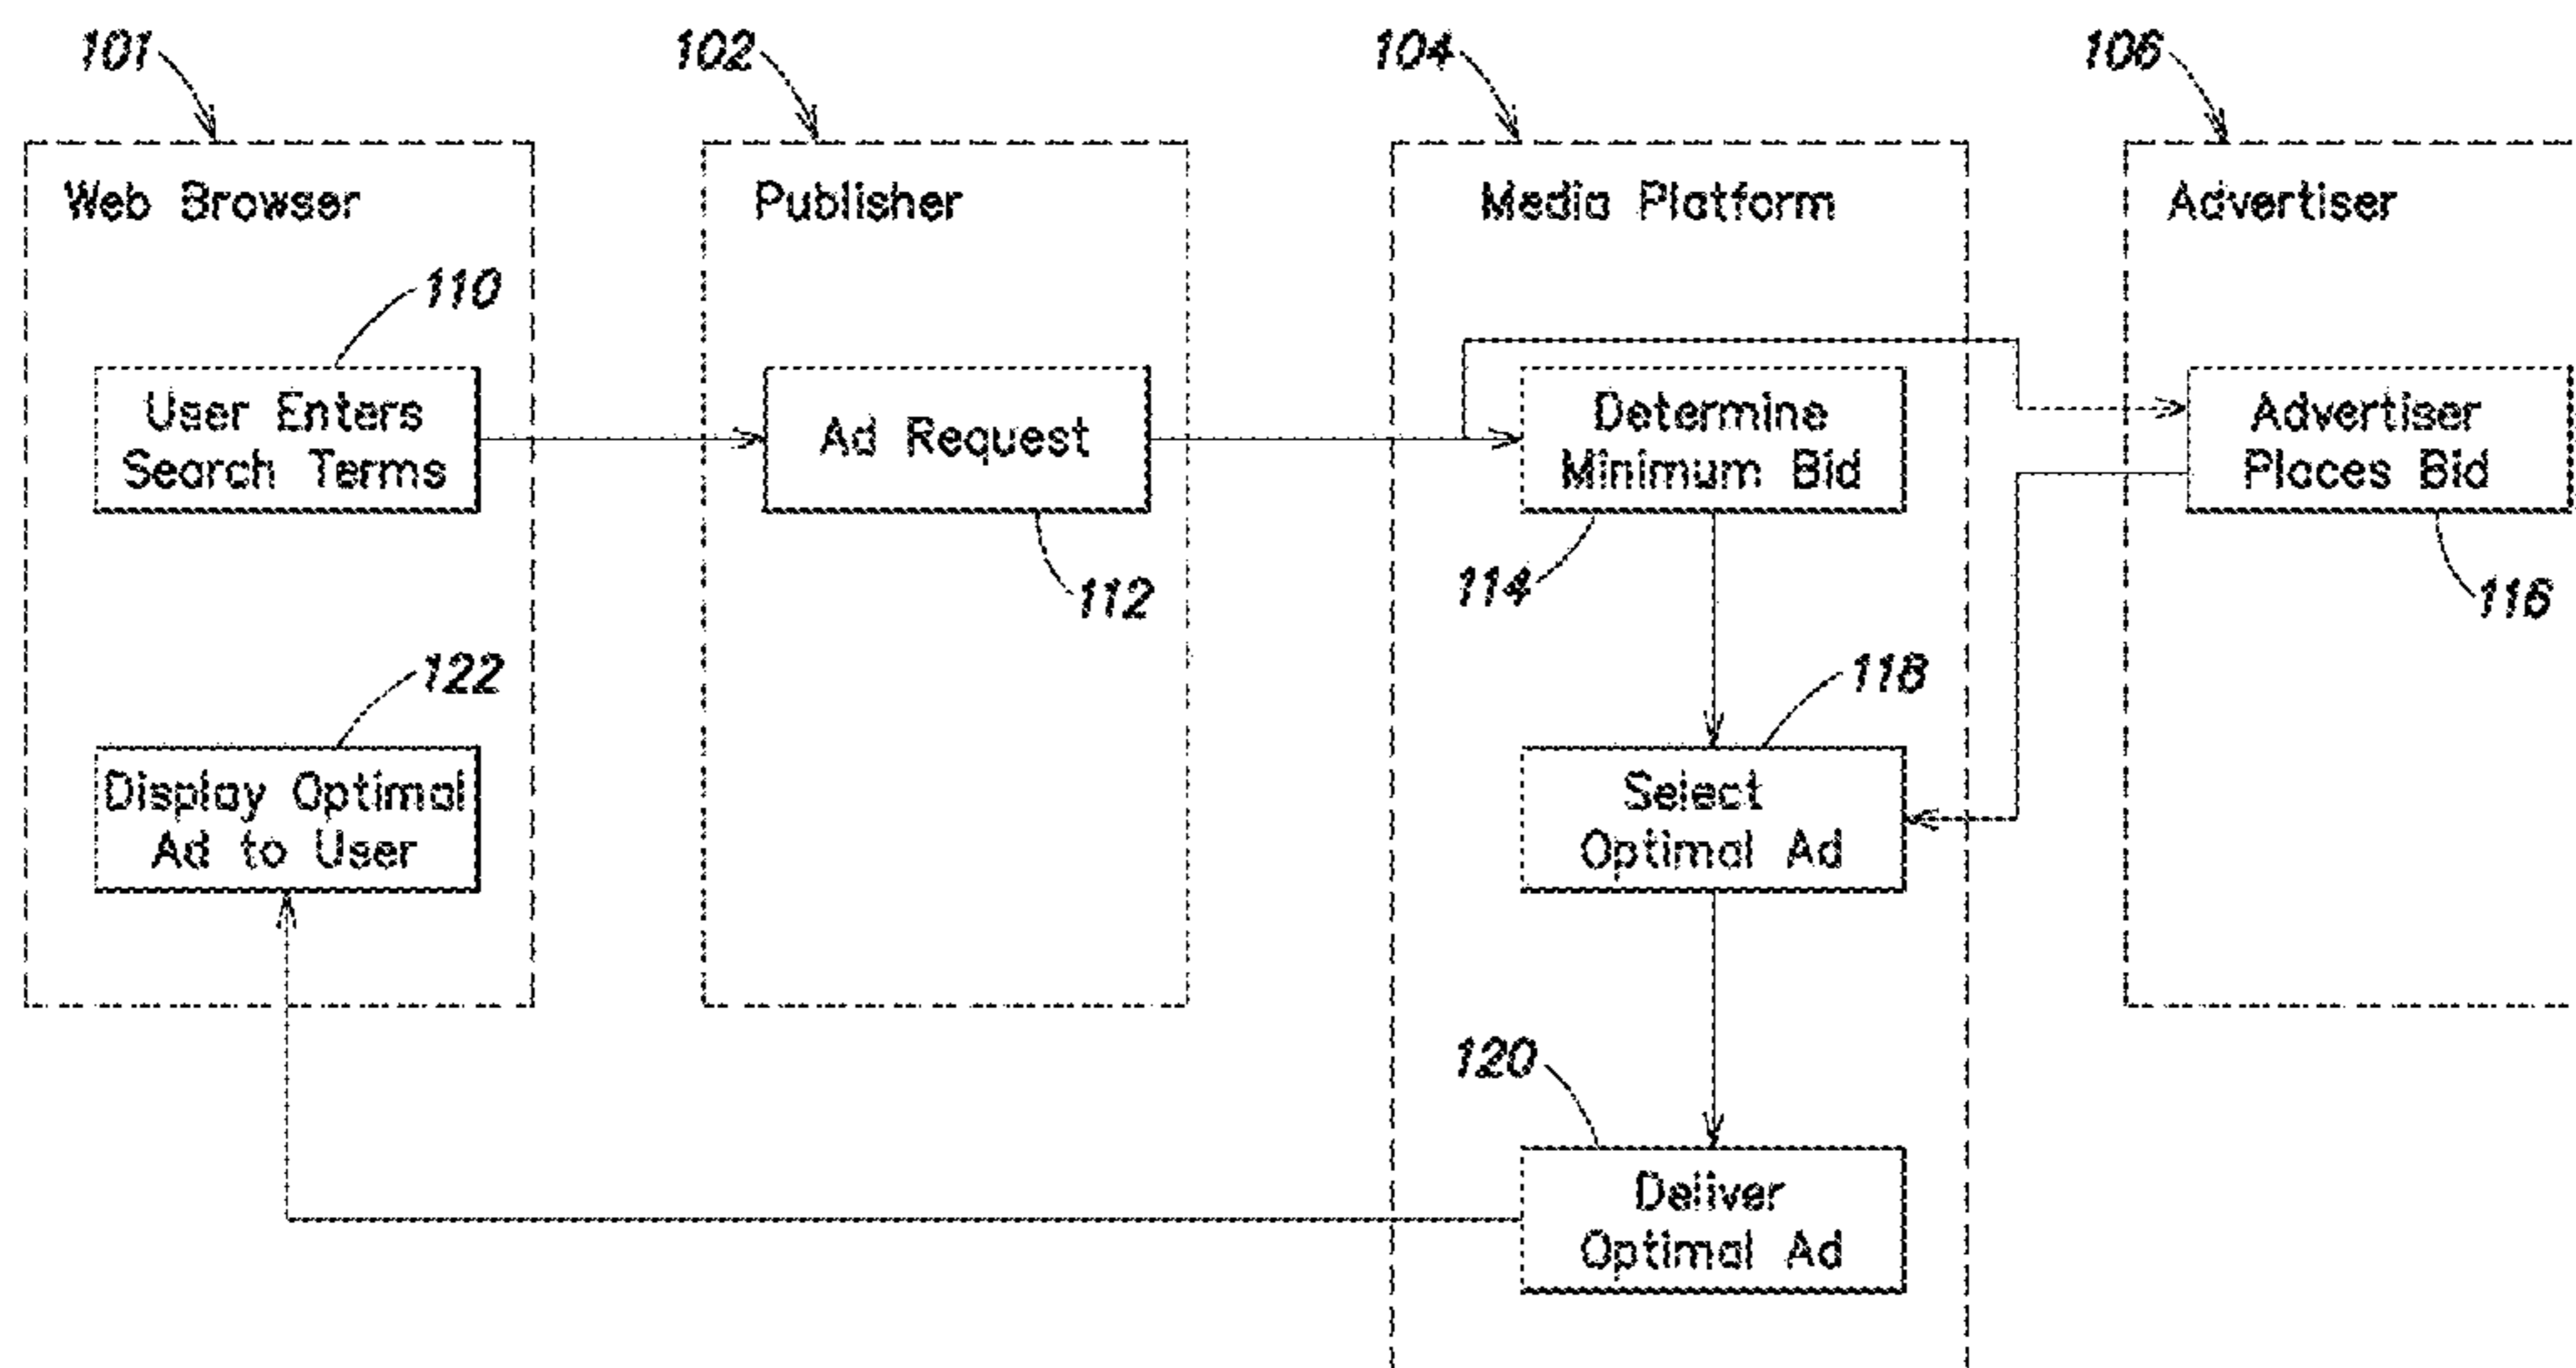 101
102
104
106
Web Browser
Publisher
Media Platform
Advertiser
110
User Enters
Search Terms
Ad Request
Determine
Minimum Bid
Advertiser
Places Bid
112
114
116
122
118
Display Optimal
Ad to User
Select
Optimal Ad
120
Deliver
Optimal Ad